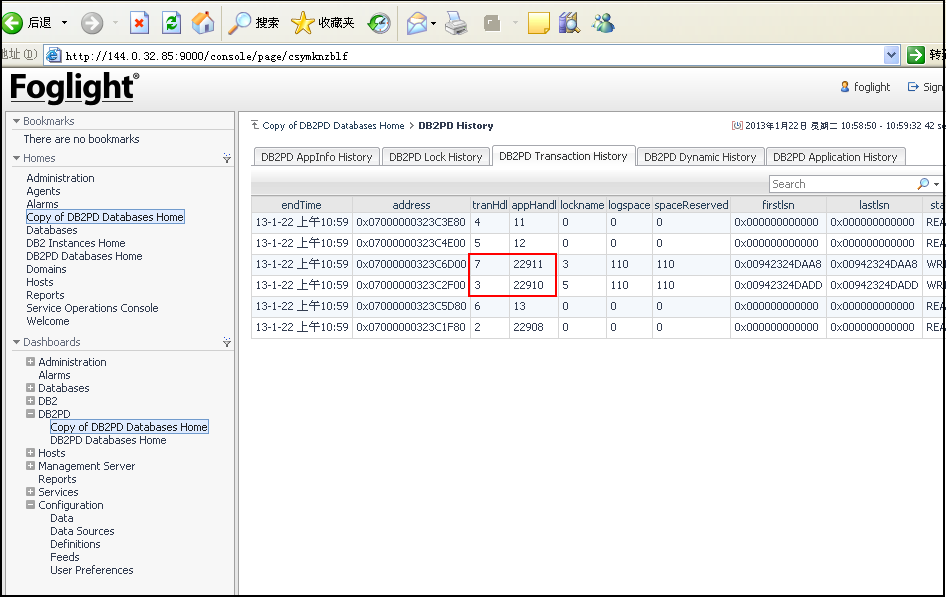 后退 搜索 收藏夹
地址(D) http://144.0.32.85:9000/console/page/csymknzblf 转到
Foglight®
foglight Sign
Bookmarks
There are no bookmarks
Homes
Administration
Agents
Alarms
Copy of DB2PD Databases Home
Databases
DB2 Instances Home
DB2PD Databases Home
Domains
Hosts
Reports
Service Operations Console
Welcome
Dashboards
Administration
Alarms
Databases
DB2
DB2PD
Copy of DB2PD Databases Home
DB2PD Databases Home
Hosts
Management Server
Reports
Services
Configuration
Data
Data Sources
Definitions
Feeds
User Preferences
Copy of DB2PD Databases Home > DB2PD History 2013年1月22日 星期二 10:58:50 - 10:59:32 42 se
DB2PD AppInfo History DB2PD Lock History DB2PD Transaction History DB2PD Dynamic History DB2PD Application History
Search
endTime address tranHdl appHandl lockname logspace spaceReserved firstlsn lastlsn sta
13-1-22 上午10:59 0x07000000323C3E80 4 11 0 0 0 0x000000000000 0x000000000000 REA
13-1-22 上午10:59 0x07000000323C4E00 5 12 0 0 0 0x000000000000 0x000000000000 REA
13-1-22 上午10:59 0x07000000323C6D00 7 22911 3 110 110 0x00942324DAA8 0x00942324DAA8 WRI
13-1-22 上午10:59 0x07000000323C2F00 3 22910 5 110 110 0x00942324DADD 0x00942324DADD WRI
13-1-22 上午10:59 0x07000000323C5D80 6 13 0 0 0 0x000000000000 0x000000000000 REA
13-1-22 上午10:59 0x07000000323C1F80 2 22908 0 0 0 0x000000000000 0x000000000000 REA